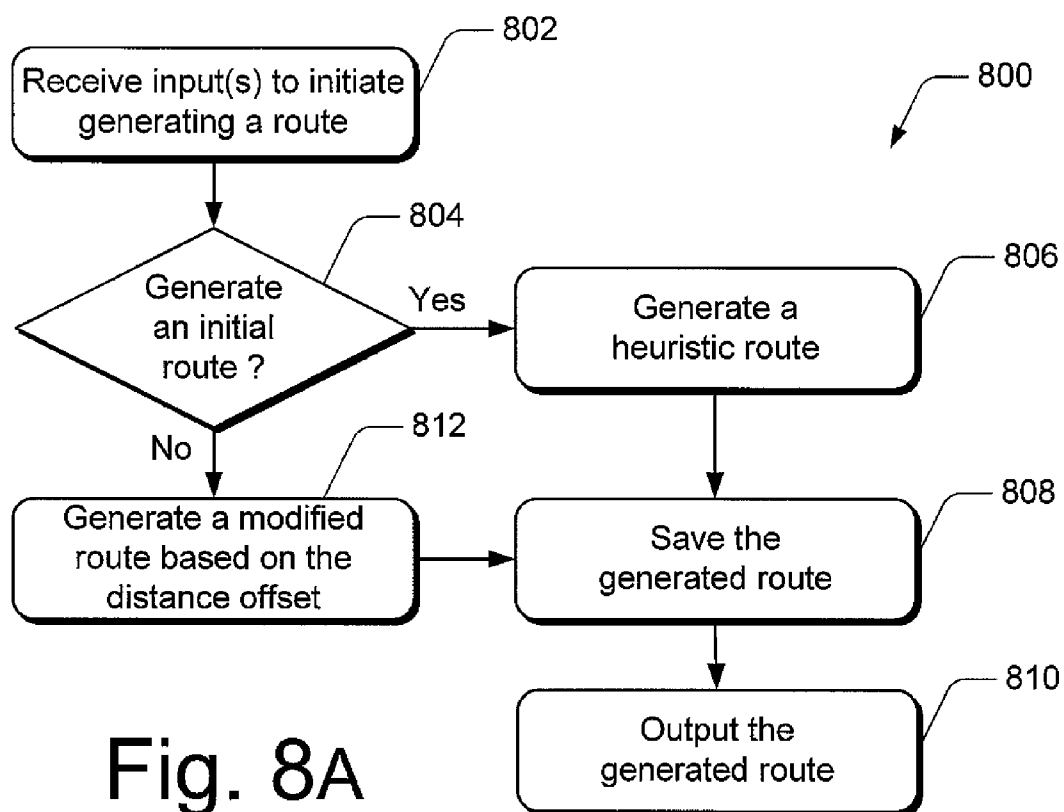 802
Receive input(s) to initiate
generating a route
800
804
Generate
an initial
route ?
Yes
806
Generate a
heuristic route
No
812
Generate a modified
route based on the
distance offset
808
Save the
generated route
810
Output the
generated route
Fig. 8A